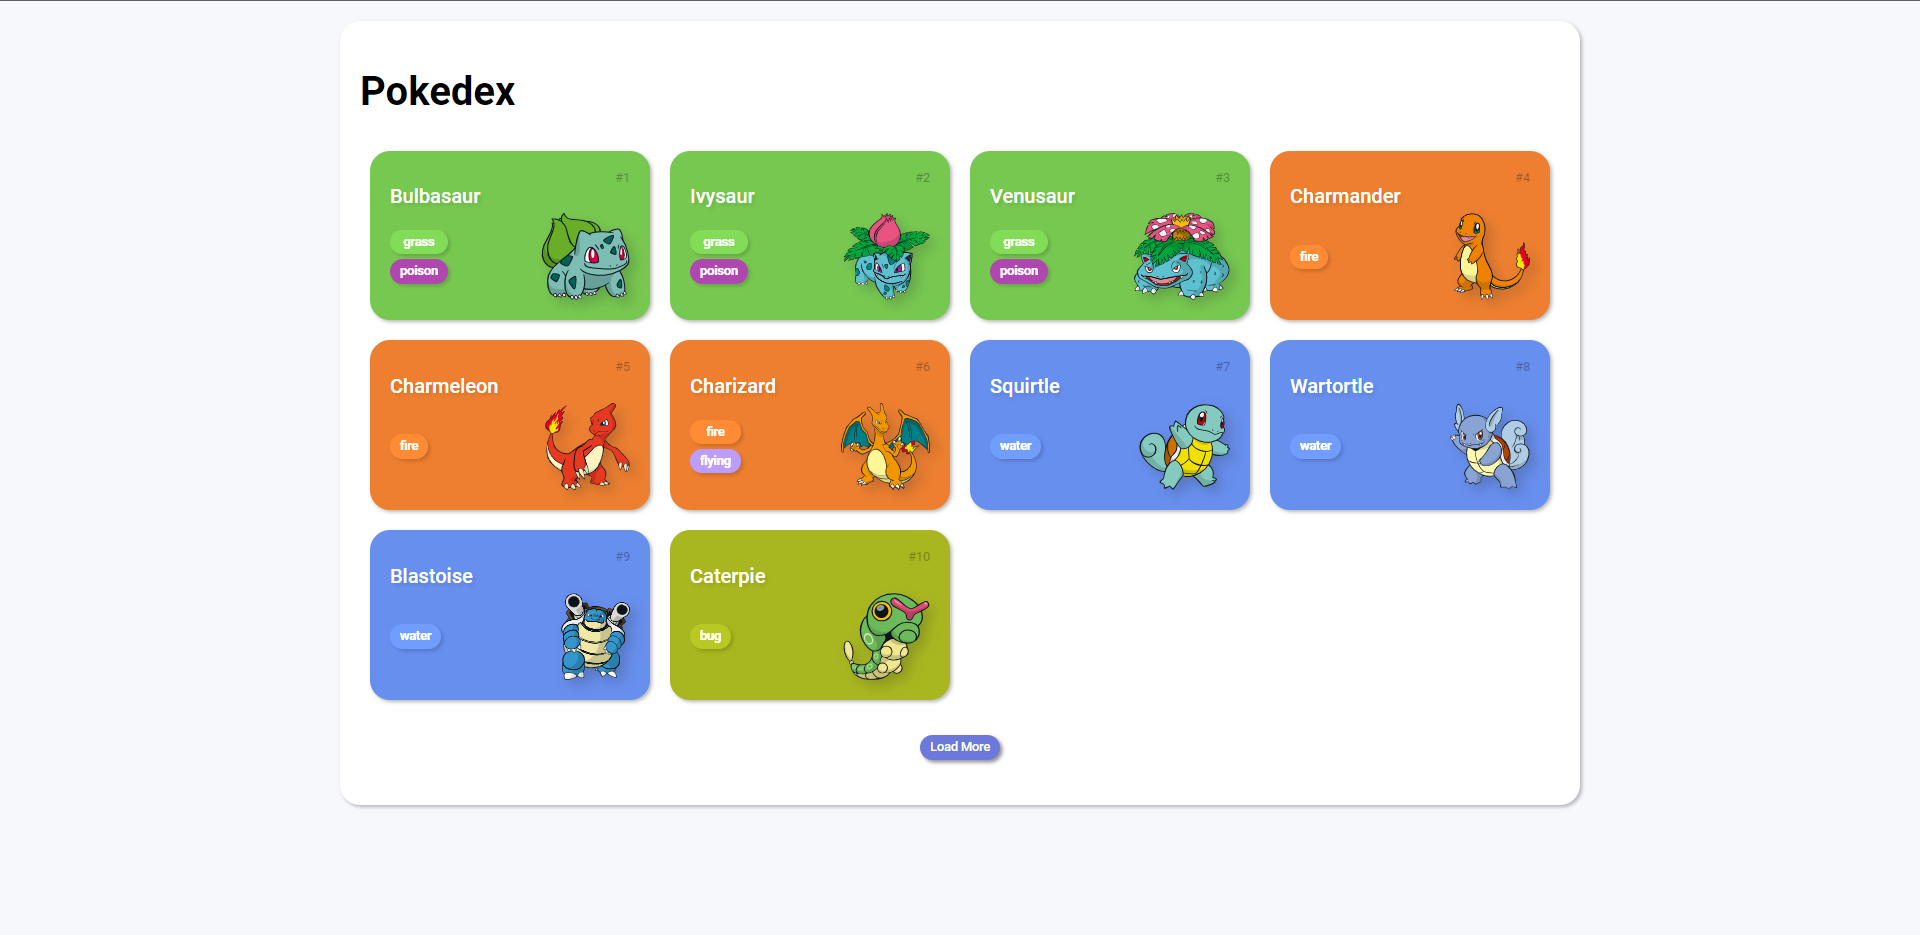 Pokedex
#1
Bulbasaur
grass
poison
#2
Ivysaur
grass
poison
#3
Venusaur
grass
poison
#4
Charmander
fire
#5
Charmeleon
fire
#6
Charizard
fire
flying
#7
Squirtle
water
#8
Wartortle
water
#9
Blastoise
water
#10
Caterpie
bug
Load More